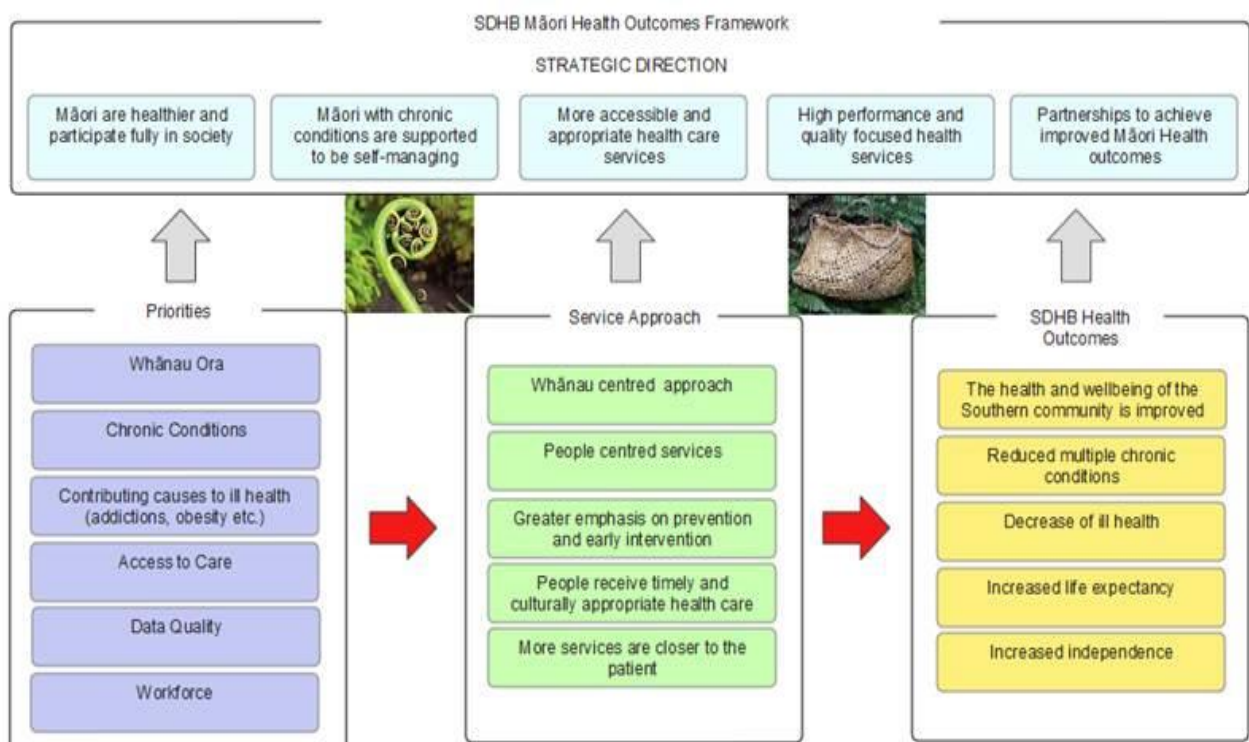 SDHB Māori Health Outcomes Framework
STRATEGIC DIRECTION
Māori are healthier and
participate fully in society
Māori with chronic
conditions are supported
to be self-managing
More accessible and
appropriate health care
services
High performance and
quality focused health
services
Partnerships to achieve
improved Māori Health
outcomes
Priorities
Whānau Ora
Chronic Conditions
Contributing causes to ill health
(addictions, obesity etc.)
Access to Care
Data Quality
Workforce
Service Approach
Whānau centred approach
People centred services
Greater emphasis on prevention
and early intervention
People receive timely and
culturally appropriate health care
More services are closer to the
patient
SDHB Health
Outcomes
The health and wellbeing of the
Southern community is improved
Reduced multiple chronic
conditions
Decrease of ill health
Increased life expectancy
Increased independence